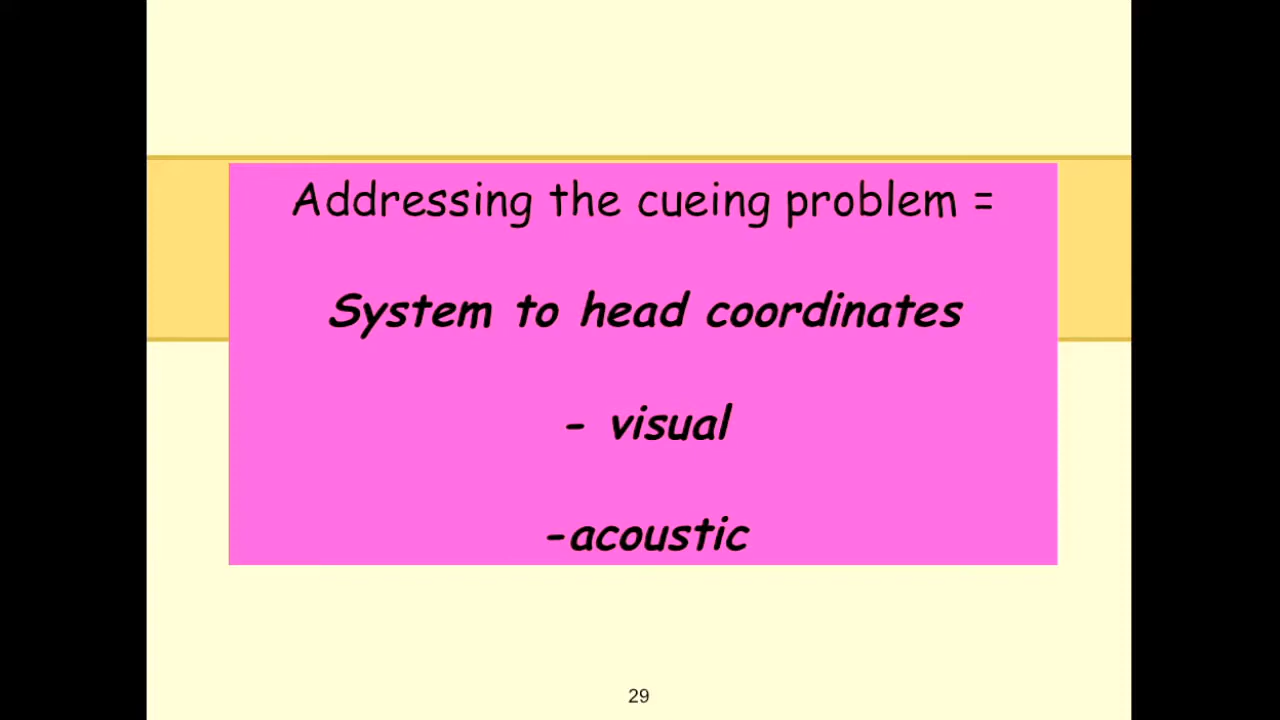 Addressing the cueing problem =
System to head coordinates
- visual
-acoustic
29